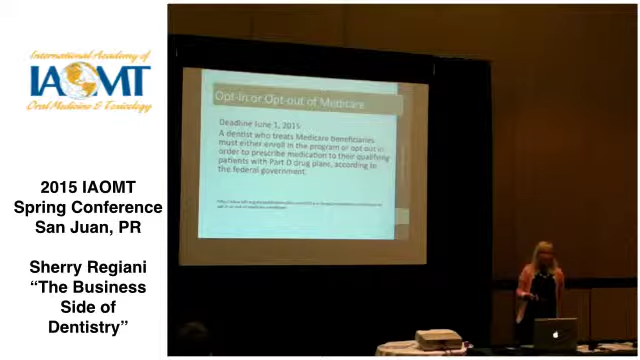 International Academy of
IAOMT
Oral Medicine & Toxicology
2015 IAOMT
Spring Conference
San Juan, PR
Sherry Regiani
“The Business
Side of
Dentistry”
Opt-In or Opt-out of Medicare
Deadline June 1, 2015
A dentist who treats Medicare beneficiaries
must either enroll in the program or opt out in
order to prescribe medication to their qualifying
patients with Part D drug plans, according to
the federal government.